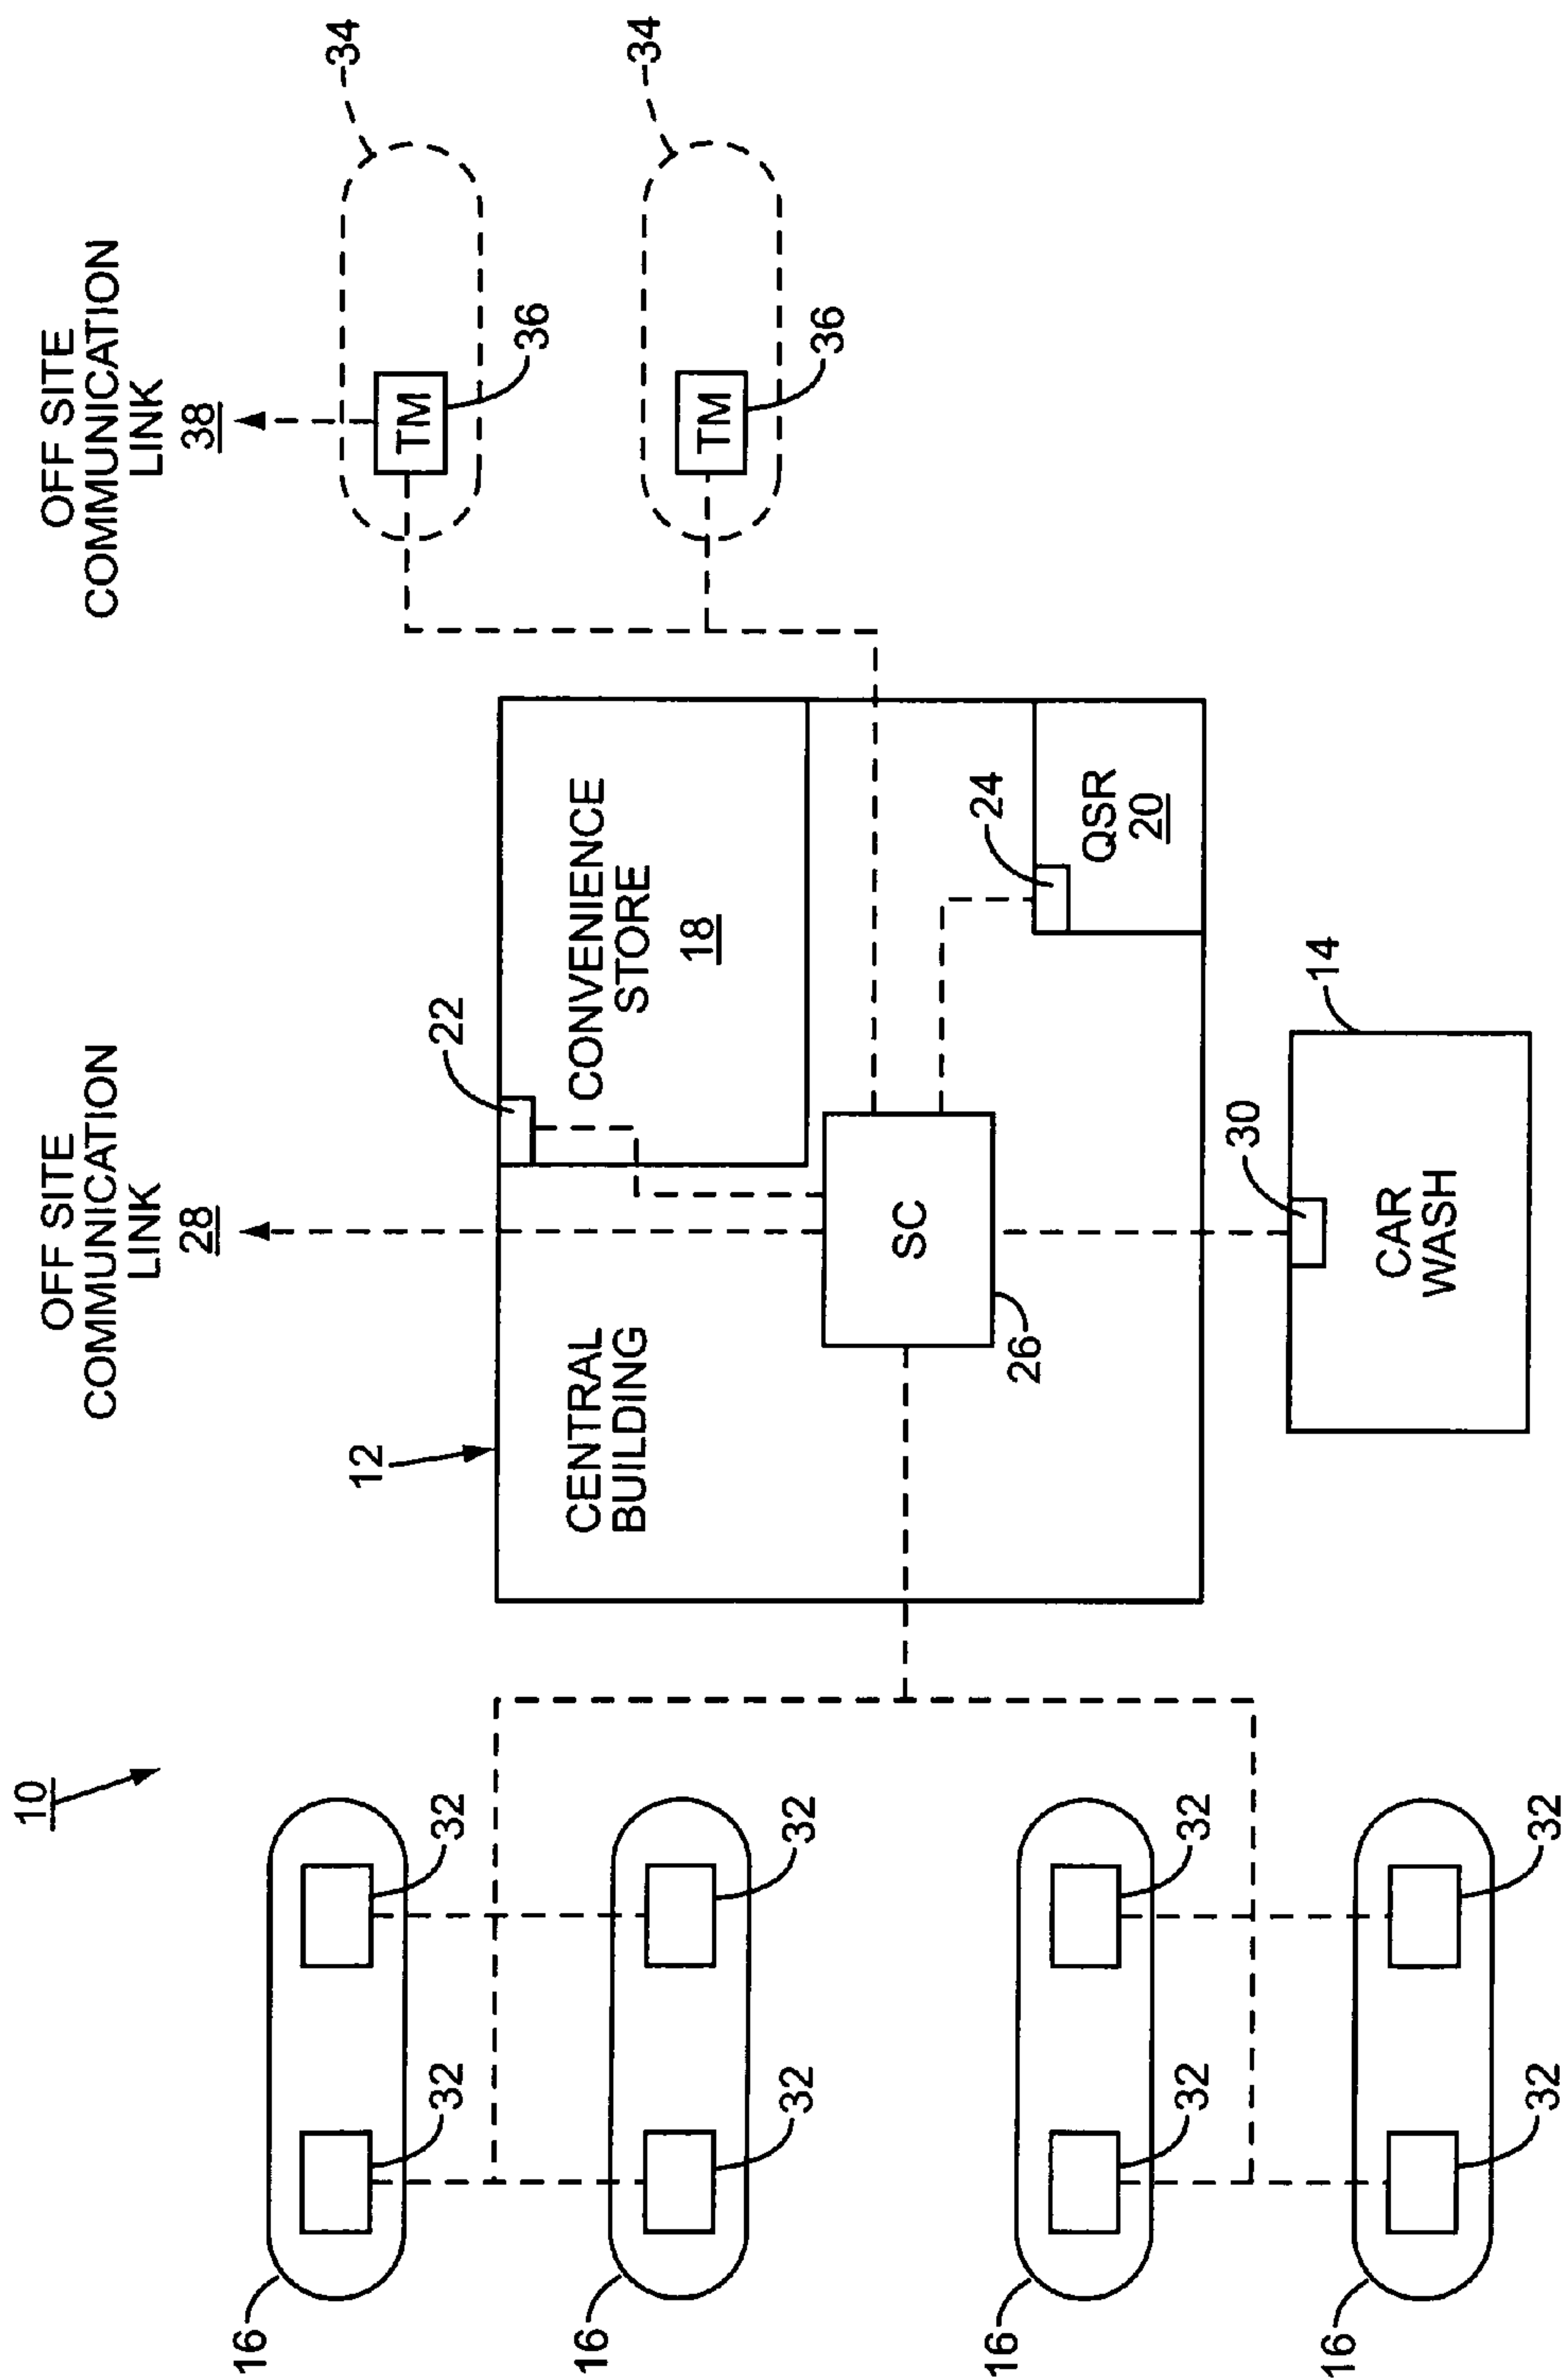 10
OFF SITE
COMMUNICATION
LINK
28
OFF SITE
COMMUNICATION
LINK
38
16
32
32
16
32
32
16
32
32
16
32
32
12
CENTRAL
BUILDING
22
CONVENIENCE
STORE
18
SC
26
24
QSR
20
30
CAR
WASH
14
34
TM
36
34
TM
36